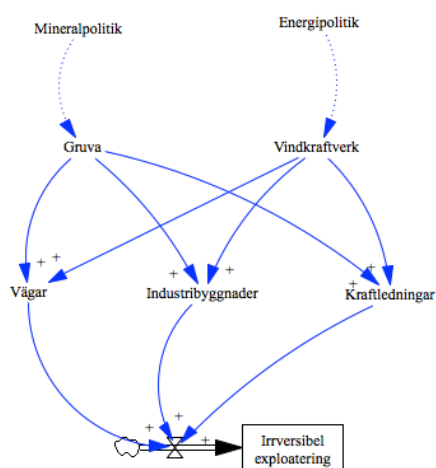 Mineralpolitik
Energipolitik
Gruva
Vindkraftverk
+ +
+ +
+
+
Vägar
Industribyggnader
Kraftledningar
+
+
+
Irrversibel
exploatering